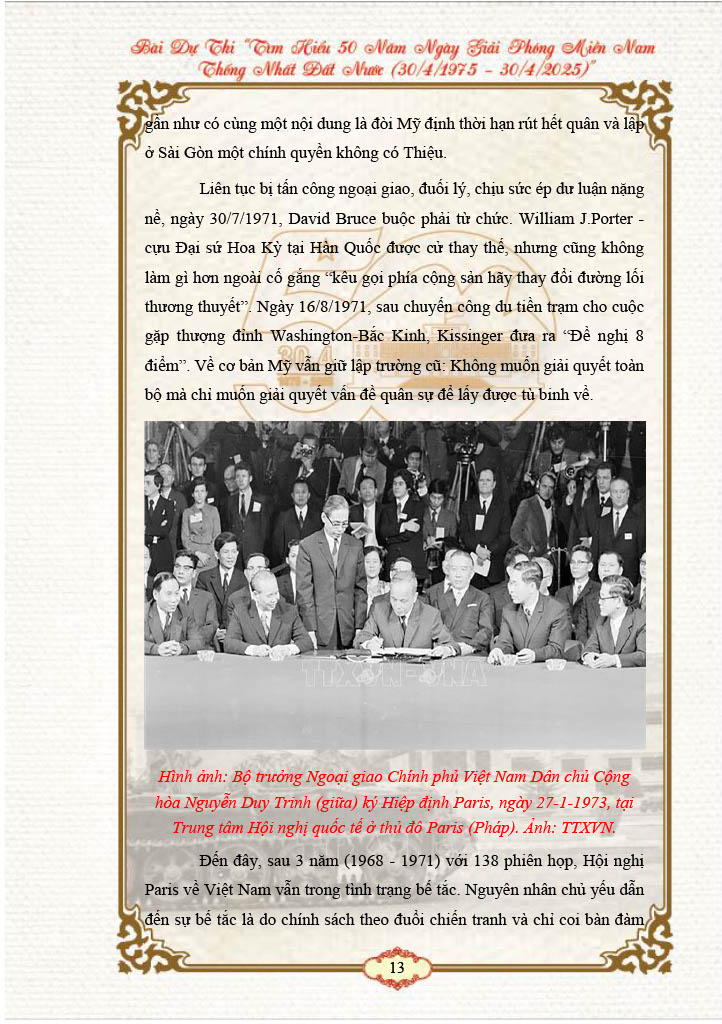 Bài Dự Thi “Tìm Hiểu 50 Năm Ngày Giải Phóng Miền Nam
Thống Nhất Đất Nước (30/4/1975 – 30/4/2025)”
gần như có cùng một nội dung là đòi Mỹ định thời hạn rút hết quân và lập
ở Sài Gòn một chính quyền không có Thiệu.
Liên tục bị tấn công ngoại giao, đuối lý, chịu sức ép dư luận nặng
nề, ngày 30/7/1971, David Bruce buộc phải từ chức. William J.Porter -
cựu Đại sứ Hoa Kỳ tại Hàn Quốc được cử thay thế, nhưng cũng không
làm gì hơn ngoài cố gắng “kêu gọi phía cộng sản hãy thay đổi đường lối
thương thuyết”. Ngày 16/8/1971, sau chuyến công du tiền trạm cho cuộc
gặp thượng đỉnh Washington-Bắc Kinh, Kissinger đưa ra “Đề nghị 8
điểm”. Về cơ bản Mỹ vẫn giữ lập trường cũ: Không muốn giải quyết toàn
bộ mà chỉ muốn giải quyết vấn đề quân sự để lấy được tù binh về.
30.4
TTXVN-VNA
Hình ảnh: Bộ trưởng Ngoại giao Chính phủ Việt Nam Dân chủ Cộng
hòa Nguyễn Duy Trinh (giữa) ký Hiệp định Paris, ngày 27-1-1973, tại
Trung tâm Hội nghị quốc tế ở thủ đô Paris (Pháp). Ảnh: TTXVN.
Đến đây, sau 3 năm (1968 - 1971) với 138 phiên họp, Hội nghị
Paris về Việt Nam vẫn trong tình trạng bế tắc. Nguyên nhân chủ yếu dẫn
đến sự bế tắc là do chính sách theo đuổi chiến tranh và chỉ coi bàn đàm
13